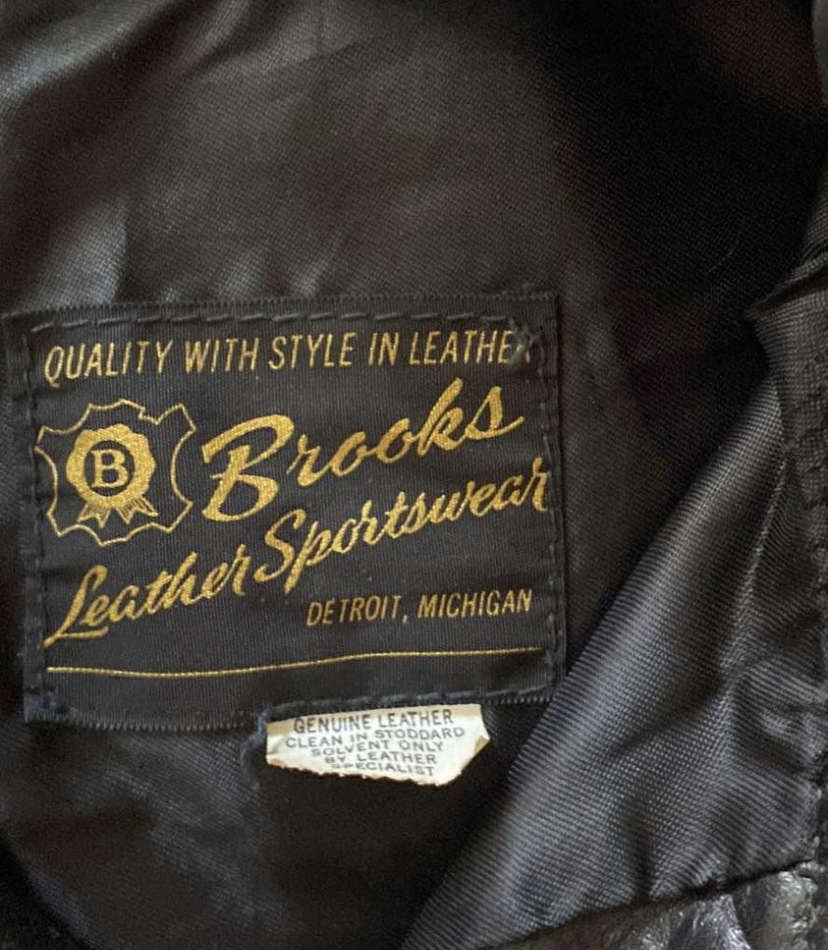 QUALITY WITH STYLE IN LEATHER
B
Brooks
Leather Sportswear
DETROIT, MICHIGAN
GENUINE LEATHER
CLEAN IN STODDARD
SOLVENT ONLY
BY LEATHER
SPECIALIST